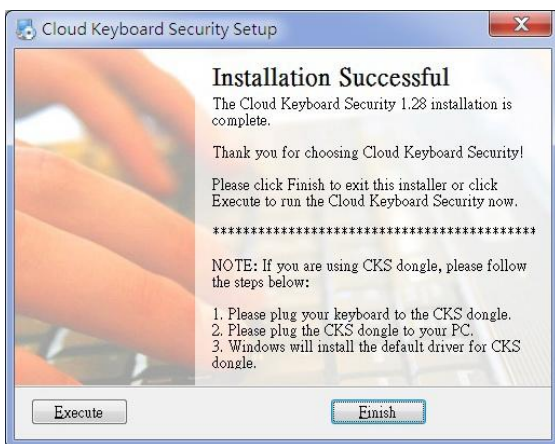 Cloud Keyboard Security Setup
Installation Successful
The Cloud Keyboard Security 1.28 installation is
complete.
Thank you for choosing Cloud Keyboard Security!
Please click Finish to exit this installer or click
Execute to run the Cloud Keyboard Security now.
*******************************************
NOTE: If you are using CKS dongle, please follow
the steps below:
1. Please plug your keyboard to the CKS dongle.
2. Please plug the CKS dongle to your PC.
3. Windows will install the default driver for CKS
dongle.
Execute
Finish